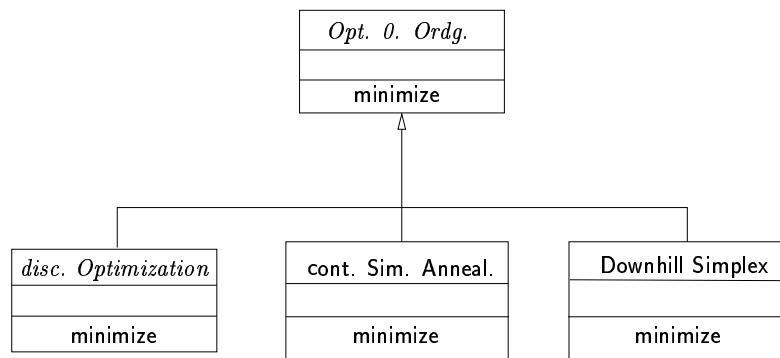 Opt. 0. Ordg.
minimize
disc. Optimization
cont. Sim. Anneal.
Downhill Simplex
minimize
minimize
minimize